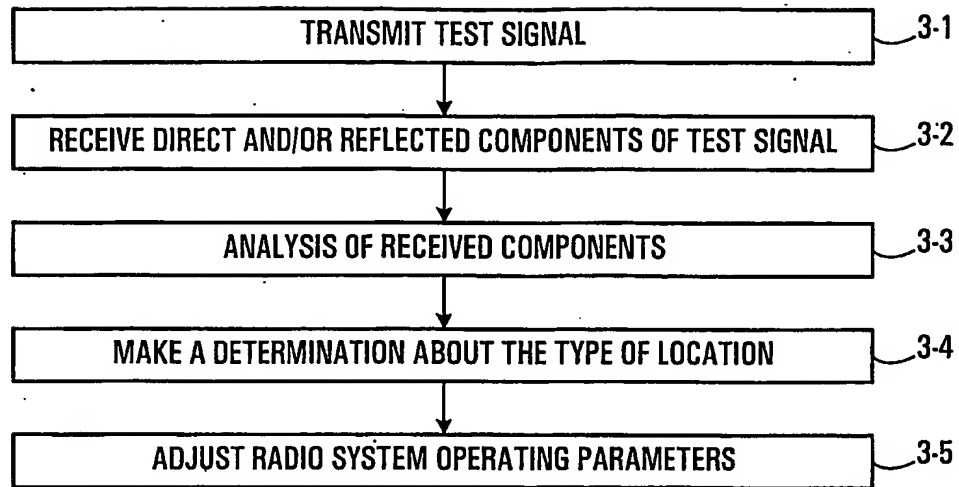 TRANSMIT TEST SIGNAL 3-1
RECEIVE DIRECT AND/OR REFLECTED COMPONENTS OF TEST SIGNAL 3-2
ANALYSIS OF RECEIVED COMPONENTS 3-3
MAKE A DETERMINATION ABOUT THE TYPE OF LOCATION 3-4
ADJUST RADIO SYSTEM OPERATING PARAMETERS 3-5